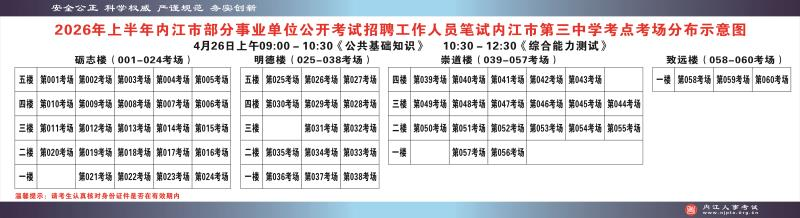 安全公正 科学权威 严谨规范 务实创新
2026年上半年内江市部分事业单位公开考试招聘工作人员笔试内江市第三中学考点考场分布示意图
4月26日上午09:00－10:30《公共基础知识》 10:30－12:30《综合能力测试》
砺志楼（001-024考场）
五楼 第001考场 第002考场 第003考场 第004考场 第005考场
四楼 第010考场 第009考场 第008考场 第007考场 第006考场
三楼 第011考场 第012考场 第013考场 第014考场 第015考场
二楼 第020考场 第019考场 第018考场 第017考场 第016考场
一楼 第021考场 第022考场 第023考场 第024考场
明德楼（025-038考场）
五楼 第025考场 第026考场 第027考场
四楼 第030考场 第029考场 第028考场
三楼 第031考场 第032考场
二楼 第035考场 第034考场 第033考场
一楼 第036考场 第037考场 第038考场
崇道楼（039-057考场）
四楼 第039考场 第040考场 第041考场 第042考场 第043考场
三楼 第049考场 第048考场 第047考场 第046考场 第045考场 第044考场
二楼 第050考场 第051考场 第052考场 第053考场 第054考场 第055考场
一楼 第057考场 第056考场
致远楼（058-060考场）
一楼 第058考场 第059考场 第060考场
温馨提示：请考生认真核对身份证件是否在有效期内
内江人事考试
www.njpta.org.cn